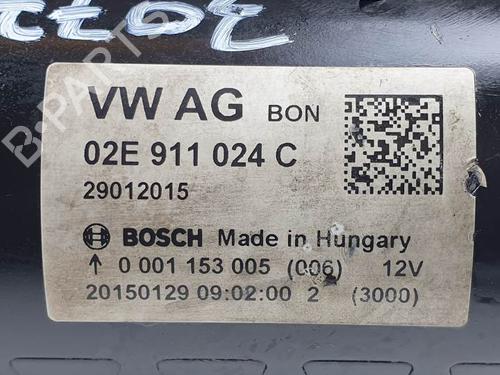 VW AG BON
02E 911 024 C
29012015
BOSCH Made in Hungary
↑ 0 001 153 005 (006) 12V
20150129 09:02:00 2 (3000)
B-PARTS